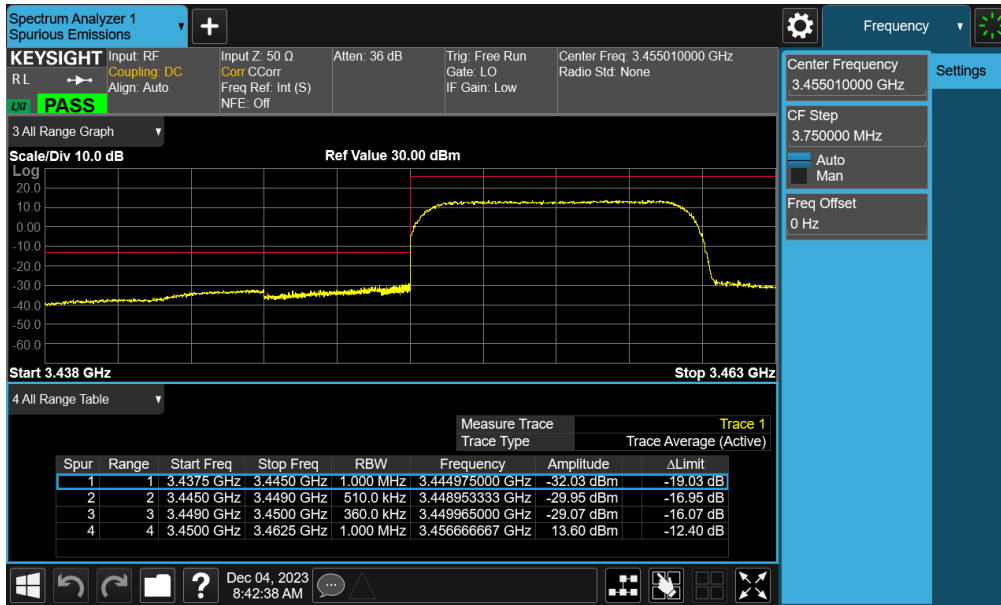 Spectrum Analyzer 1
Spurious Emissions
+
Frequency
KEYSIGHT
RL
LXI
PASS
Input: RF
Coupling: DC
Align: Auto
Input Z: 50 Ω
Corr CCorr
Freq Ref: Int (S)
NFE: Off
Atten: 36 dB
Trig: Free Run
Gate: LO
IF Gain: Low
Center Freq: 3.455010000 GHz
Radio Std: None
Center Frequency
3.455010000 GHz
Settings
CF Step
3.750000 MHz
Auto
Man
Freq Offset
0 Hz
3 All Range Graph
Scale/Div 10.0 dB
Ref Value 30.00 dBm
Log
20.0
10.0
0.00
-10.0
-20.0
-30.0
-40.0
-50.0
-60.0
Start 3.438 GHz
Stop 3.463 GHz
4 All Range Table
Measure Trace Trace 1
Trace Type Trace Average (Active)
Spur Range Start Freq Stop Freq RBW Frequency Amplitude ΔLimit
1 1 3.4375 GHz 3.4450 GHz 1.000 MHz 3.444975000 GHz -32.03 dBm -19.03 dB
2 2 3.4450 GHz 3.4490 GHz 510.0 kHz 3.448953333 GHz -29.95 dBm -16.95 dB
3 3 3.4490 GHz 3.4500 GHz 360.0 kHz 3.449965000 GHz -29.07 dBm -16.07 dB
4 4 3.4500 GHz 3.4625 GHz 1.000 MHz 3.456666667 GHz 13.60 dBm -12.40 dB
?
Dec 04, 2023
8:42:38 AM